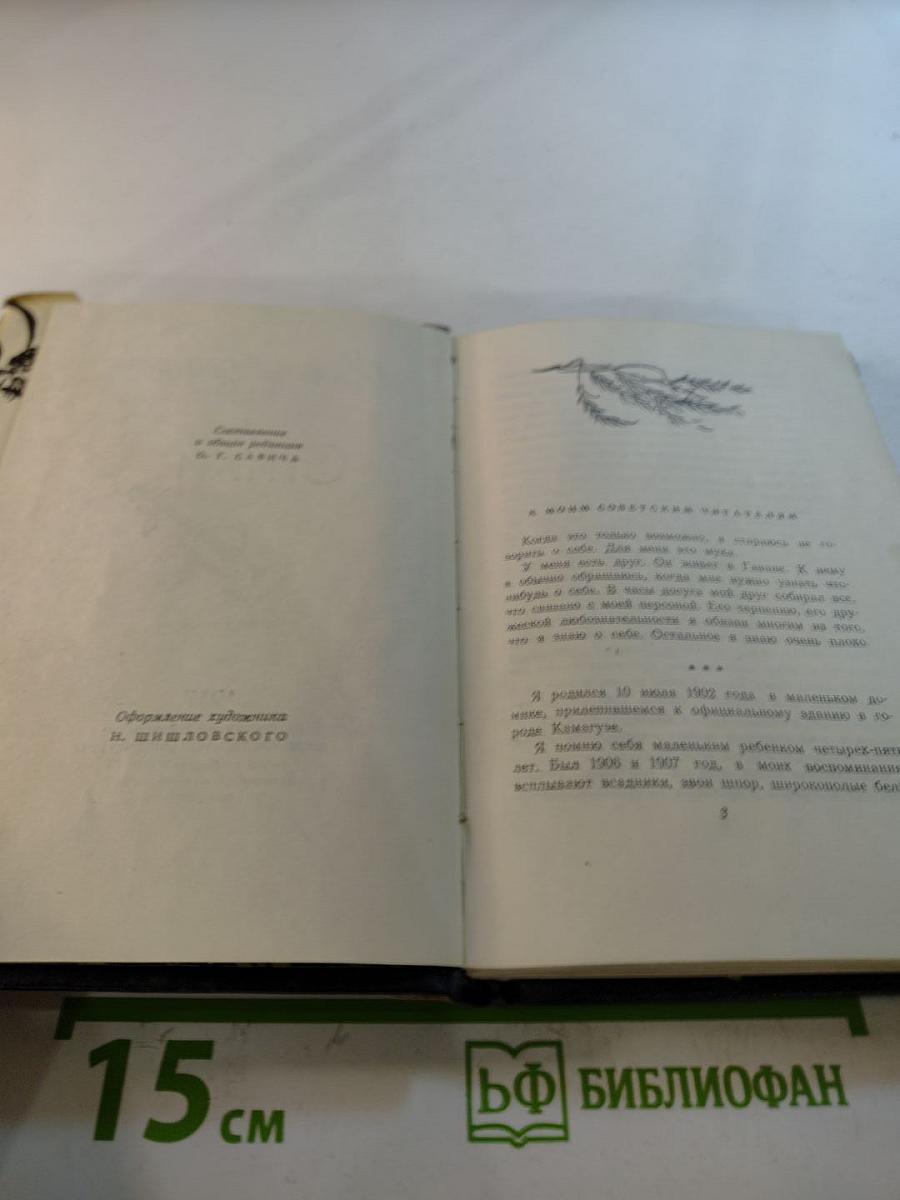 Составление
и общая редакция
О. Г. САВИЧА
Оформление художника
Н. ШИШЛОВСКОГО
К МОИМ СОВЕТСКИМ ЧИТАТЕЛЯМ
Когда это только возможно, я стараюсь не го-
ворить о себе. Для меня это мука.
У меня есть друг. Он живет в Гаване. К нему
я обычно обращаюсь, когда мне нужно узнать что-
нибудь о себе. В часы досуга мой друг собирал все,
что связано с моей персоной. Его терпению, его дру-
жеской любознательности я обязан многим из того,
что я знаю о себе. Остальное я знаю очень плохо.
* * *
Я родился 10 июля 1902 года в маленьком до-
мике, прилепившемся к официальному зданию в го-
роде Камагуэе.
Я помню себя маленьким ребенком четырех-пяти
лет. Был 1906 и 1907 год, в моих воспоминания
всплывают всадники, звон шпор, широкополые бел
3
15 см
БФ БИБЛИОФАН